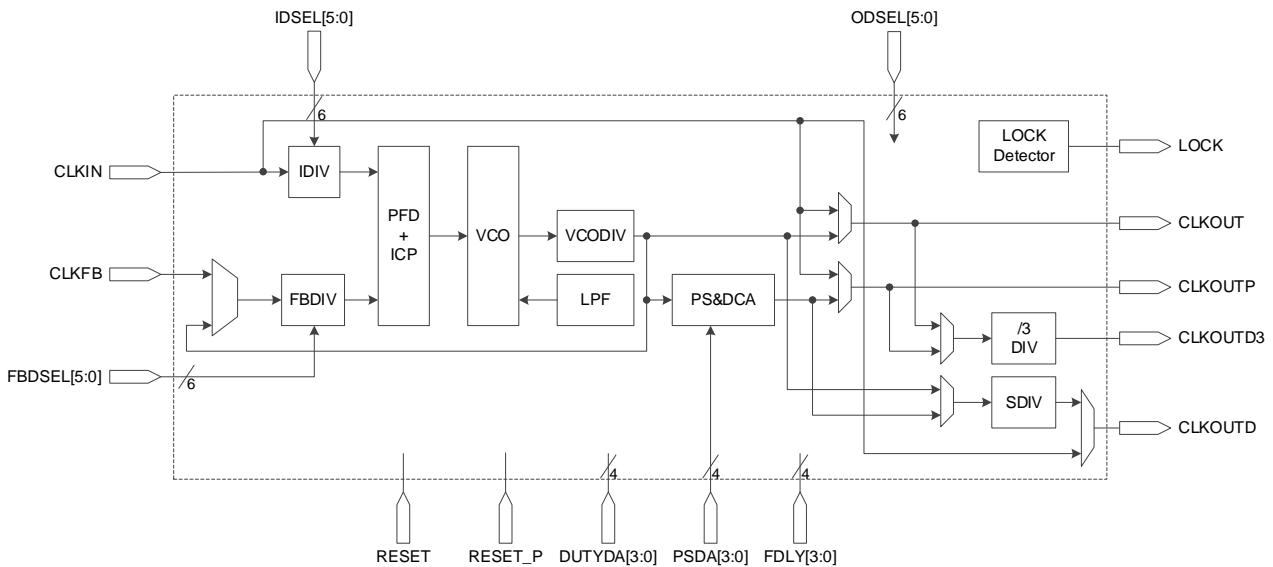 IDSEL[5:0]
ODSEL[5:0]
6
6
CLKIN
IDIV
LOCK
Detector
LOCK
PFD
+
ICP
VCO
VCODIV
CLKOUT
CLKFB
FBDIV
LPF
PS&DCA
CLKOUTP
/3
DIV
CLKOUTD3
FBDSEL[5:0]
6
SDIV
CLKOUTD
4
4
4
RESET
RESET_P
DUTYDA[3:0]
PSDA[3:0]
FDLY[3:0]